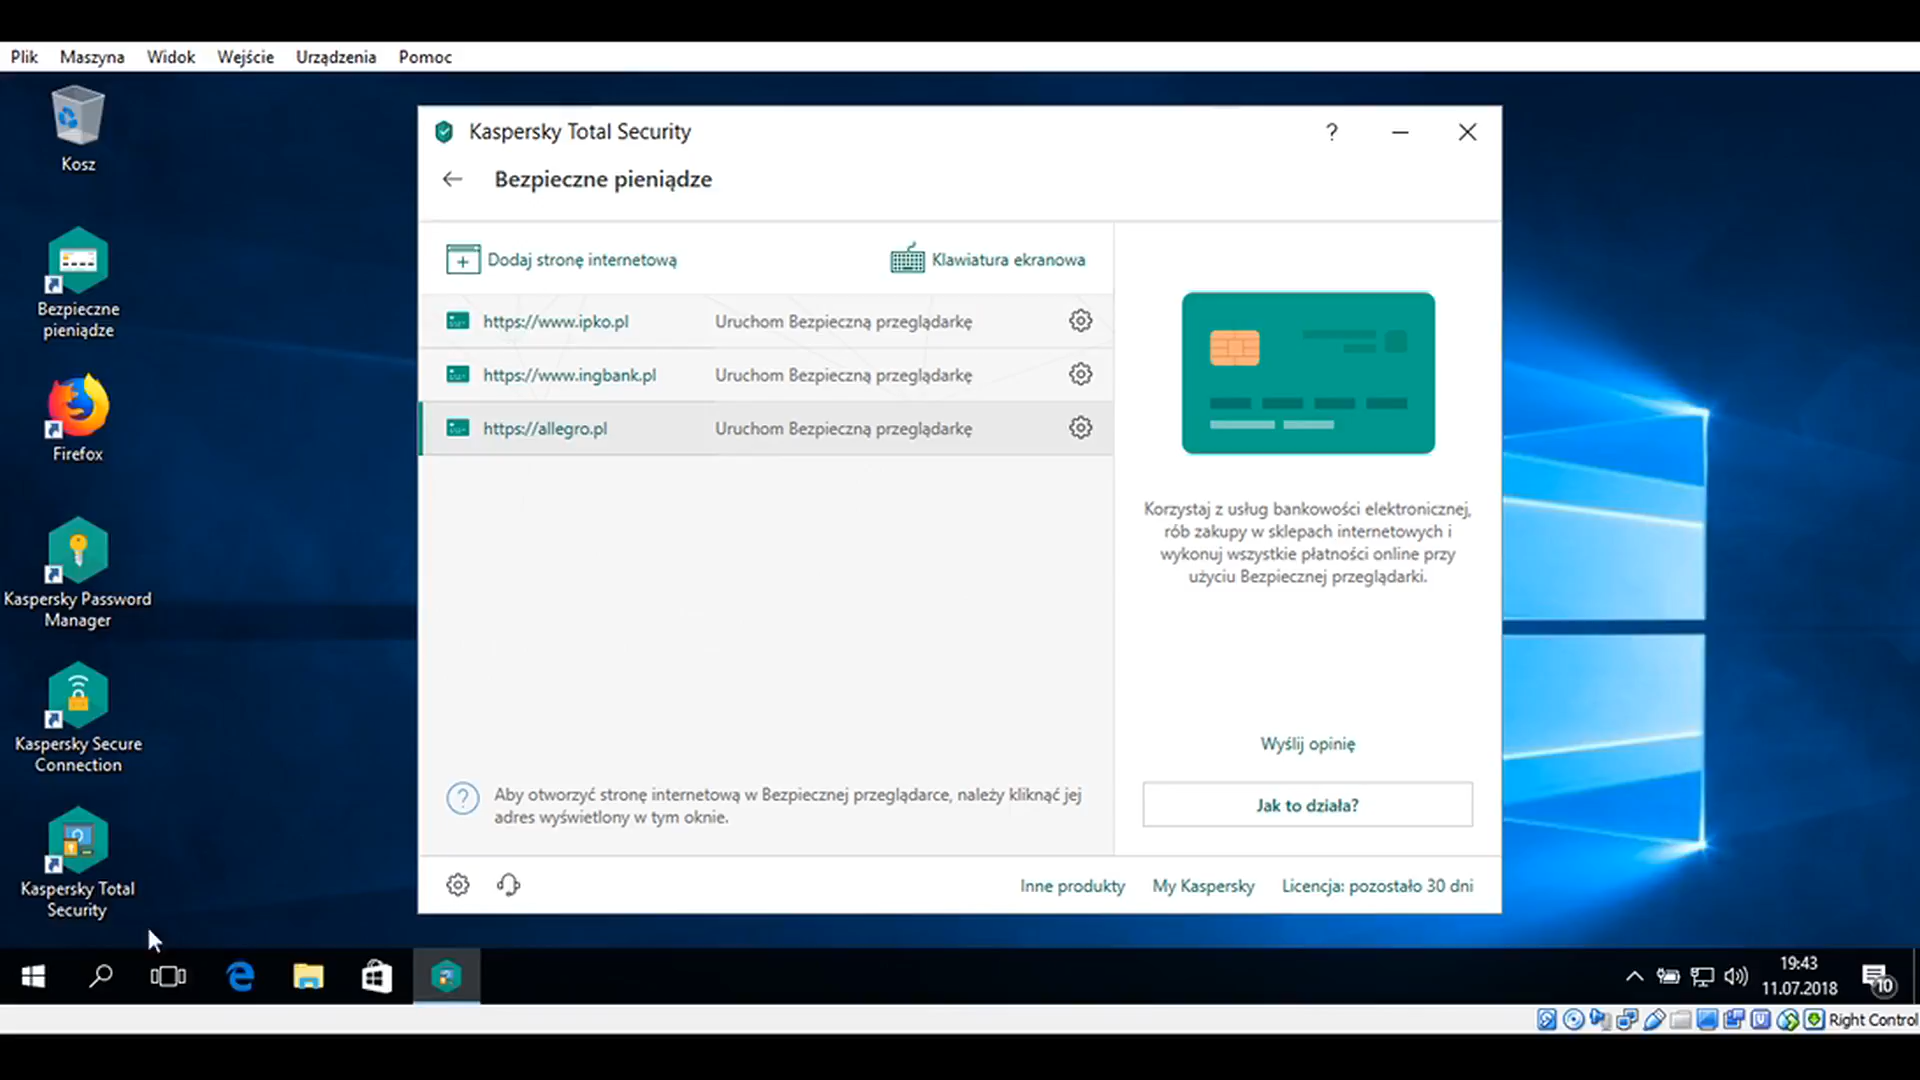 Plik Maszyna Widok Wejście Urządzenia Pomoc
Kosz
Bezpieczne
pieniądze
Firefox
Kaspersky Password
Manager
Kaspersky Secure
Connection
Kaspersky Total
Security
Kaspersky Total Security
?
Bezpieczne pieniądze
Dodaj stronę internetową
Klawiatura ekranowa
https://www.ipko.pl Uruchom Bezpieczną przeglądarkę
https://www.ingbank.pl Uruchom Bezpieczną przeglądarkę
https://allegro.pl Uruchom Bezpieczną przeglądarkę
? Aby otworzyć stronę internetową w Bezpiecznej przeglądarce, należy kliknąć jej
adres wyświetlony w tym oknie.
Korzystaj z usług bankowości elektronicznej,
rób zakupy w sklepach internetowych i
wykonuj wszystkie płatności online przy
użyciu Bezpiecznej przeglądarki.
Wyślij opinię
Jak to działa?
Inne produkty My Kaspersky Licencja: pozostało 30 dni
19:43
11.07.2018
10
Right Control